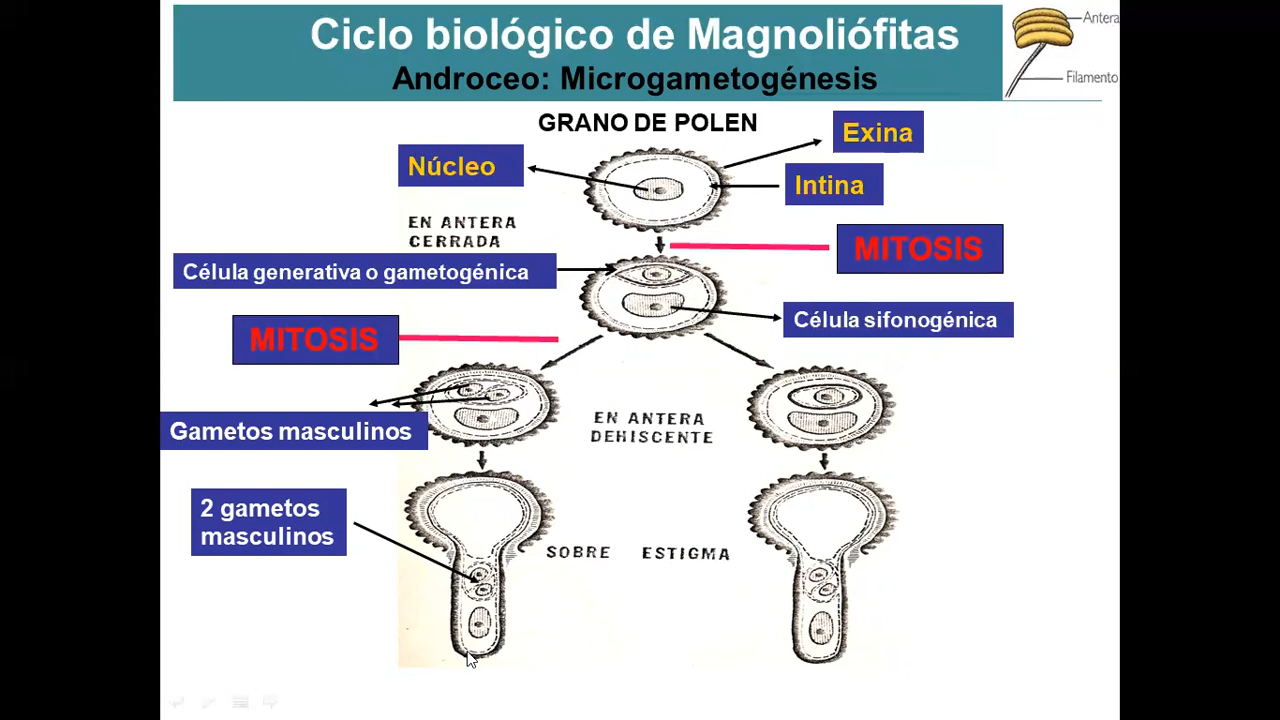 Ciclo biológico de Magnoliófitas
Androceo: Microgametogénesis
Antera
Filamento
GRANO DE POLEN
Exina
Núcleo
Intina
EN ANTERA
CERRADA
MITOSIS
Célula generativa o gametogénica
Célula sifonogénica
MITOSIS
Gametos masculinos
EN ANTERA
DEHISCENTE
2 gametos
masculinos
SOBRE ESTIGMA